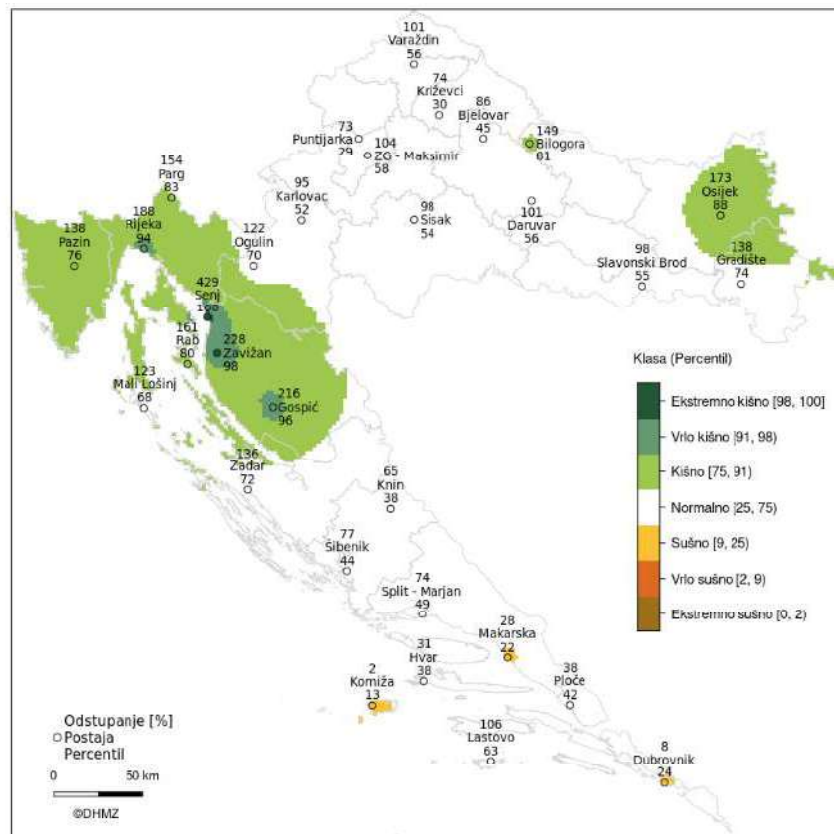 101
Varaždin
56
74
Križevci
30
86
Bjelovar
45
73
Puntijarka
29
104
ZG - Maksimir
58
149
Bilogora
154
Parg
83
95
Karlovac
52
173
Osijek
88
188
Rijeka
94
138
Pazin
76
98
Sisak
54
101
Daruvar
56
122
Ogulin
70
98
Slavonski Brod
55
138
Gradište
74
429
Senj
161
Rab
80
228
Zavižan
98
123
Mali Lošinj
68
216
Gospić
96
136
Zadar
72
65
Knin
38
77
Šibenik
44
74
Split - Marjan
49
28
Makarska
22
31
Hvar
38
2
Komiža
13
38
Ploče
42
106
Lastovo
63
8
Dubrovnik
24
Klasa (Percentil)
Ekstremno kišno [98, 100]
Vrlo kišno [91, 98)
Kišno [75, 91)
Normalno [25, 75)
Sušno [9, 25)
Vrlo sušno [2, 9)
Ekstremno sušno [0, 2)
Odstupanje [%]
Postaja
Percentil
0 50 km
©DHMZ